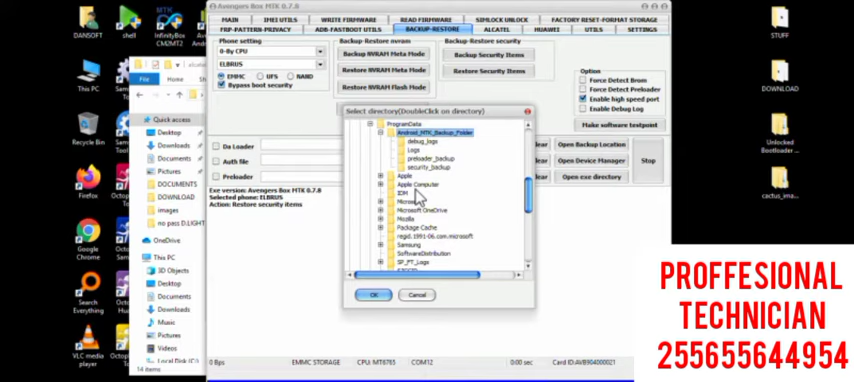 Avengers Box MTK 0.7.8
MAIN
IMEI UTILS
WRITE FIRMWARE
READ FIRMWARE
SIMLOCK UNLOCK
FACTORY RESET-FORMAT STORAGE
FRP-PATTERN-PRIVACY
ADB-FASTBOOT UTILS
BACKUP-RESTORE
ALCATEL
HUAWEI
UTILS
SETTINGS
Phone setting
0-By CPU
ELBRUS
EMMC
UFS
NAND
Bypass boot security
Backup-Restore nvram
Backup NVRAM Meta Mode
Restore NVRAM Meta Mode
Restore NVRAM Flash Mode
Backup-Restore security
Backup Security Items
Restore Security Items
Option
Force Detect Brom
Force Detect Preloader
Enable high speed port
Enable Debug Log
Make software testpoint
Da Loader
Auth file
Preloader
lear
Open Backup Location
lear
Open Device Manager
lear
Open exe directory
Stop
Exe version: Avengers Box MTK 0.7.8
Selected phone: ELBRUS
Action: Restore security items
Select directory(DoubleClick on directory)
ProgramData
Android_MTK_Backup_Folder
debug_logs
Logs
preloader_backup
security_backup
Apple
Apple Computer
IDM
Microsoft OneDrive
Mozilla
Package Cache
regid.1991-06.com.microsoft
Samsung
SoftwareDistribution
SP_FT_Logs
OK
Cancel
0 Bps
EMMC STORAGE
CPU: MT6765
COM12
0:00 sec
Card ID:AVB904000021
DANSOFT
shell
InfinityBox
CM2MT2
This PC
Recycle Bin
Firefox
Google
Chrome
Search
Everything
VLC media
player
File
Home
Quick access
Desktop
Downloads
Pictures
DOCUMENTS
DOWNLOAD
images
no pass D.LIGHT
OneDrive
This PC
3D Objects
Desktop
Documents
Downloads
Music
Pictures
Videos
14 items
STUFF
DOWNLOAD
Unlocked
Bootloader ...
cactus_ima...
PROFFESIONAL
TECHNICIAN
255655644954